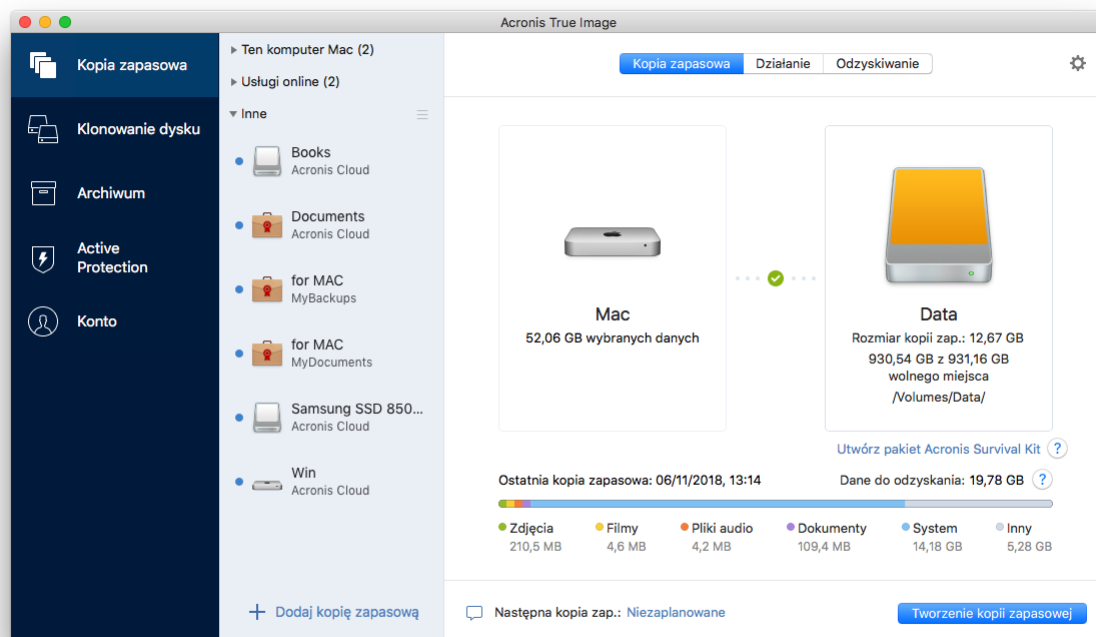 Acronis True Image
Kopia zapasowa
Klonowanie dysku
Archiwum
Active
Protection
Konto
Ten komputer Mac (2)
Usługi online (2)
Inne
Books
Acronis Cloud
Documents
Acronis Cloud
for MAC
MyBackups
for MAC
MyDocuments
Samsung SSD 850...
Acronis Cloud
Win
Acronis Cloud
Dodaj kopię zapasową
Kopia zapasowa Działanie Odzyskiwanie
Mac
52,06 GB wybranych danych
Data
Rozmiar kopii zap.: 12,67 GB
930,54 GB z 931,16 GB
wolnego miejsca
/Volumes/Data/
Utwórz pakiet Acronis Survival Kit ?
Ostatnia kopia zapasowa: 06/11/2018, 13:14 Dane do odzyskania: 19,78 GB ?
Zdjęcia Filmy Pliki audio Dokumenty System Inny
210,5 MB 4,6 MB 4,2 MB 109,4 MB 14,18 GB 5,28 GB
Następna kopia zap.: Niezaplanowane
Tworzenie kopii zapasowej